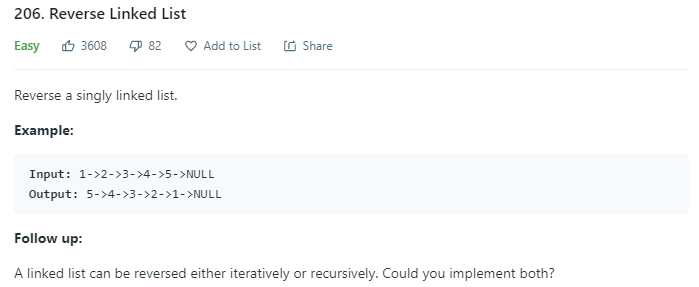 206. Reverse Linked List
Easy 3608 82 Add to List Share
Reverse a singly linked list.
Example:
Input: 1->2->3->4->5->NULL
Output: 5->4->3->2->1->NULL
Follow up:
A linked list can be reversed either iteratively or recursively. Could you implement both?